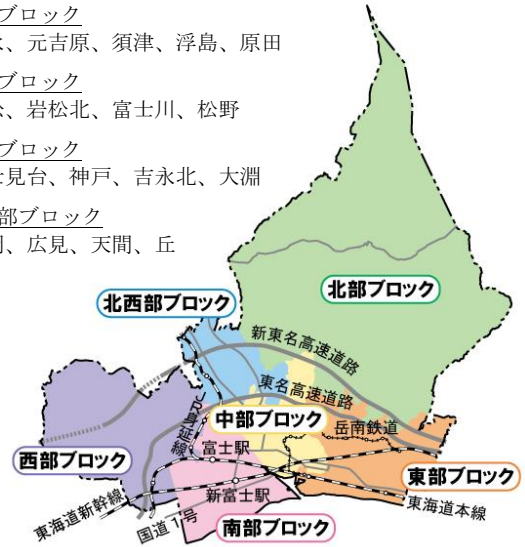 ブロック
、元吉原、須津、浮島、原田
ブロック
、岩松北、富士川、松野
ブロック
見台、神戸、吉永北、大淵
部ブロック
、広見、天間、丘
北西部ブロック
北部ブロック
新東名高速道路
東名高速道路
JR身延線
中部ブロック
岳南鉄道
富士駅
西部ブロック
東部ブロック
新富士駅
東海道新幹線
国道1号
東海道本線
南部ブロック